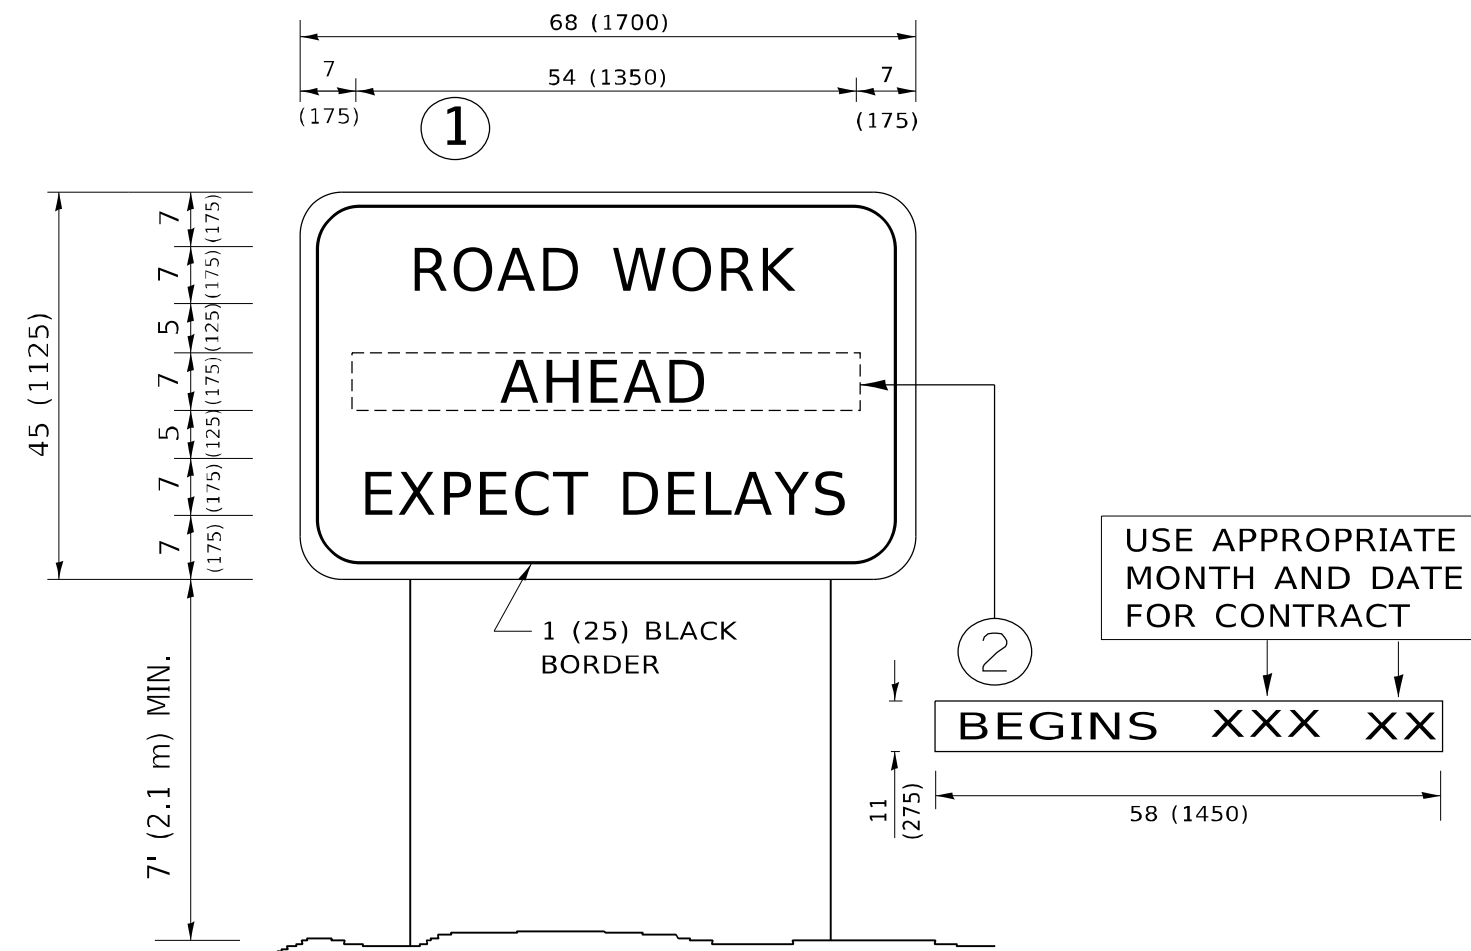 68 (1700)
7
54 (1350)
7
(175)
(175)
1
7 (175)
7 (175)
5 (125)
7 (175)
5 (125)
7 (175)
7 (175)
45 (1125)
ROAD WORK
AHEAD
EXPECT DELAYS
1 (25) BLACK
BORDER
7' (2.1 m) MIN.
USE APPROPRIATE
MONTH AND DATE
FOR CONTRACT
2
BEGINS XXX XX
11
(275)
58 (1450)